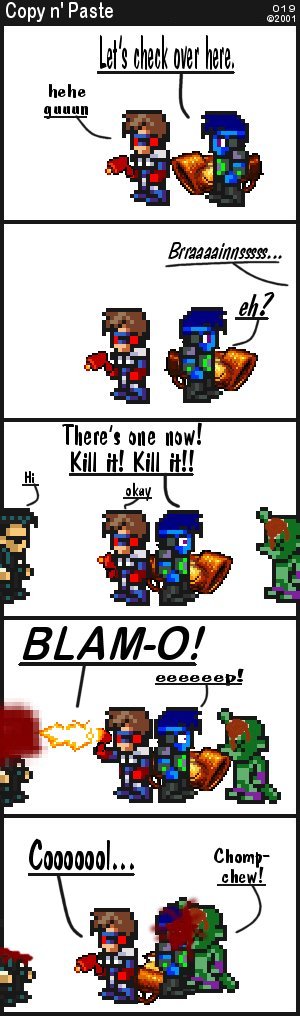 Copy n' Paste
019
©2001
Let's check over here.
hehe
guuun
Brraaaainnsssss...
eh?
There's one now!
Kill it! Kill it!!
Hi
okay
BLAM-O!
eeeeeep!
Cooooool...
Chomp-
chew!